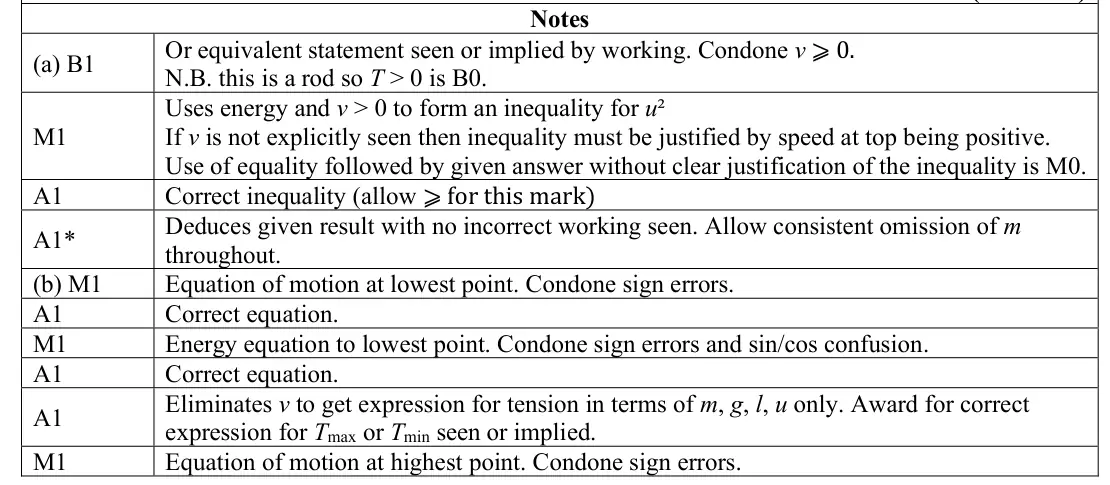 Notes
(a) B1
Or equivalent statement seen or implied by working. Condone v ⩾ 0.
N.B. this is a rod so T > 0 is B0.
M1
Uses energy and v > 0 to form an inequality for u²
If v is not explicitly seen then inequality must be justified by speed at top being positive.
Use of equality followed by given answer without clear justification of the inequality is M0.
A1
Correct inequality (allow ⩾ for this mark)
A1*
Deduces given result with no incorrect working seen. Allow consistent omission of m
throughout.
(b) M1
Equation of motion at lowest point. Condone sign errors.
A1
Correct equation.
M1
Energy equation to lowest point. Condone sign errors and sin/cos confusion.
A1
Correct equation.
A1
Eliminates v to get expression for tension in terms of m, g, l, u only. Award for correct
expression for Tmax or Tmin seen or implied.
M1
Equation of motion at highest point. Condone sign errors.